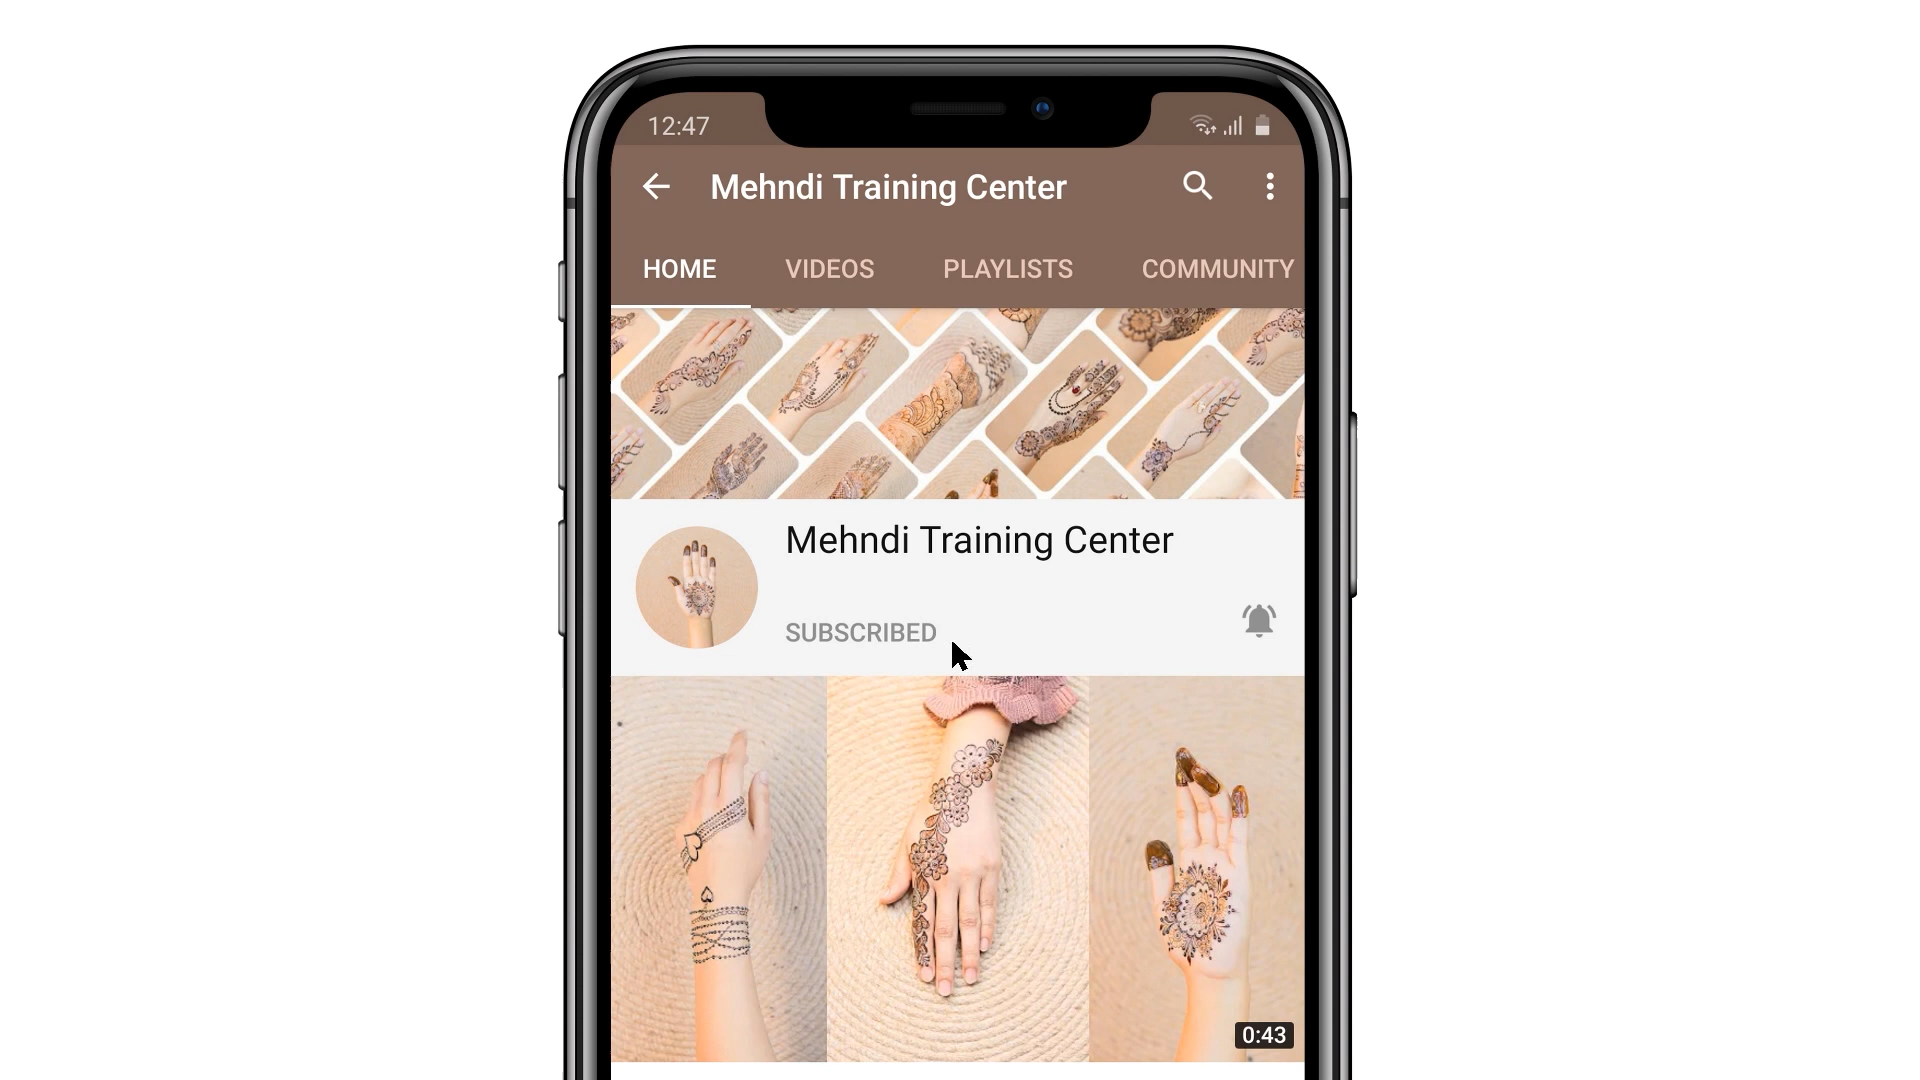 12:47
Mehndi Training Center
HOME VIDEOS PLAYLISTS COMMUNITY
Mehndi Training Center
SUBSCRIBED
0:43